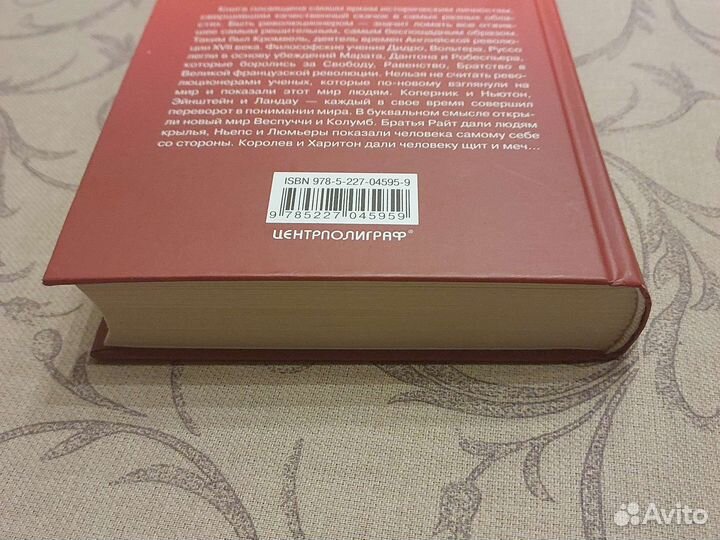 Книга посвящена самым ярким историческим личностям,
совершившим качественный скачок в самых разных обла-
стях. Быть революционером — значит ломать все отжив-
шее самым решительным, самым беспощадным образом.
Таким был Кромвель, деятель времен Английской револю-
ции XVII века. Философские учения Дидро, Вольтера, Руссо
легли в основу убеждений Марата, Дантона и Робеспьера,
которые боролись за Свободу, Равенство, Братство в
Великой французской революции. Нельзя не считать рево-
люционерами ученых, которые по-новому взглянули на
мир и показали этот мир людям. Коперник и Ньютон,
Эйнштейн и Ландау — каждый в свое время совершил
переворот в понимании мира. В буквальном смысле откры-
ли новый мир Веспуччи и Колумб. Братья Райт дали людям
крылья, Ньепс и Люмьеры показали человека самому себе
со стороны. Королев и Харитон дали человеку щит и меч...
ISBN 978-5-227-04595-9
9 785227 045959
ЦЕНТРПОЛИГРАФ®
Avito